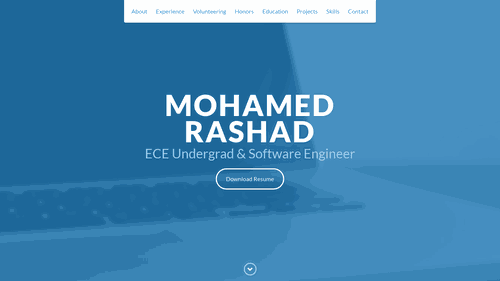 About Experience Volunteering Honors Education Projects Skills Contact
MOHAMED
RASHAD
ECE Undergrad & Software Engineer
Download Resume